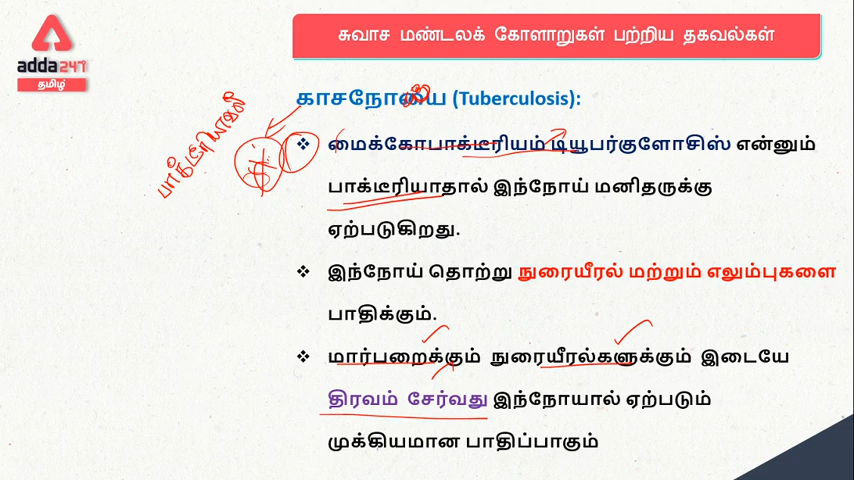 சுவாச மண்டலக் கோளாறுகள் பற்றிய தகவல்கள்
adda247
தமிழ்
காசநோயை (Tuberculosis):
பாக்டீரியாவால்
❖ மைக்கோபாக்டீரியம் டியூபர்குளோசிஸ் என்னும்
பாக்டீரியாதால் இந்நோய் மனிதருக்கு
ஏற்படுகிறது.
❖ இந்நோய் தொற்று நுரையீரல் மற்றும் எலும்புகளை
பாதிக்கும்.
❖ மார்பறைக்கும் நுரையீரல்களுக்கும் இடையே
திரவம் சேர்வது இந்நோயால் ஏற்படும்
முக்கியமான பாதிப்பாகும்